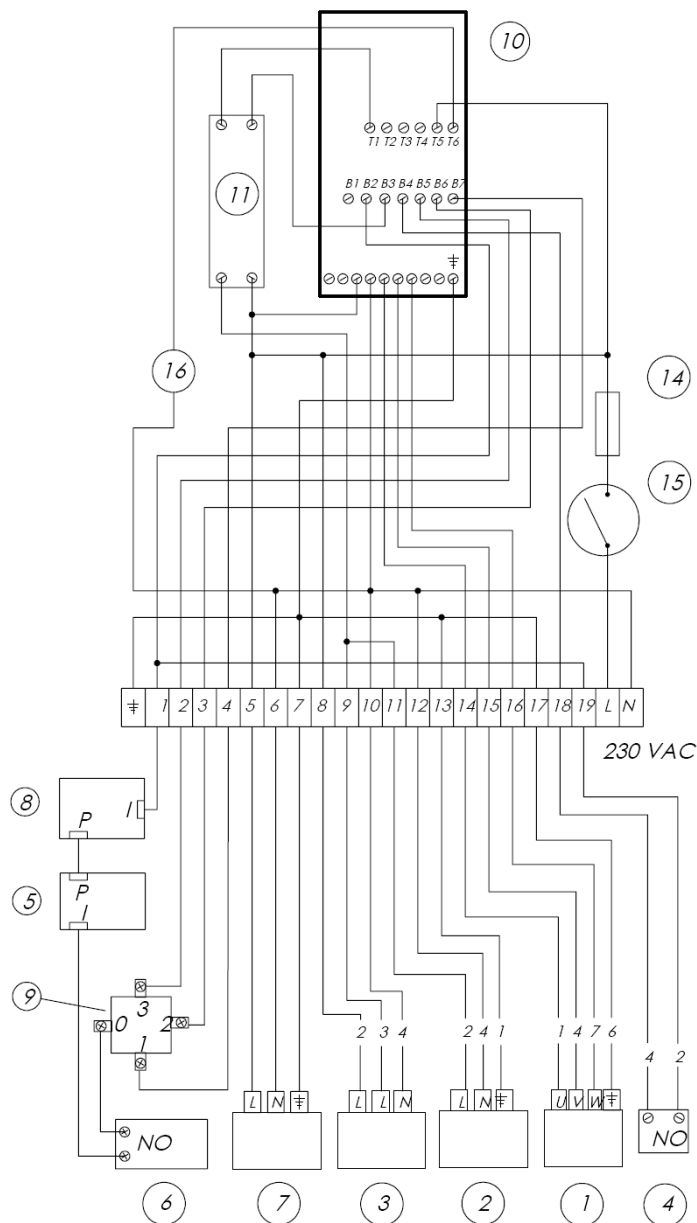 10
T1 T2 T3 T4 T5 T6
11
B1 B2 B3 B4 B5 B6 B7
16
14
15
1 2 3 4 5 6 7 8 9 10 11 12 13 14 15 16 17 18 19 L N
230 VAC
8
P I
5
P
I
9
3
0 2
1
2 3 4 2 4 1 1 4 7 6 4 2
L N L L N L N U V W
NO NO
6 7 3 2 1 4